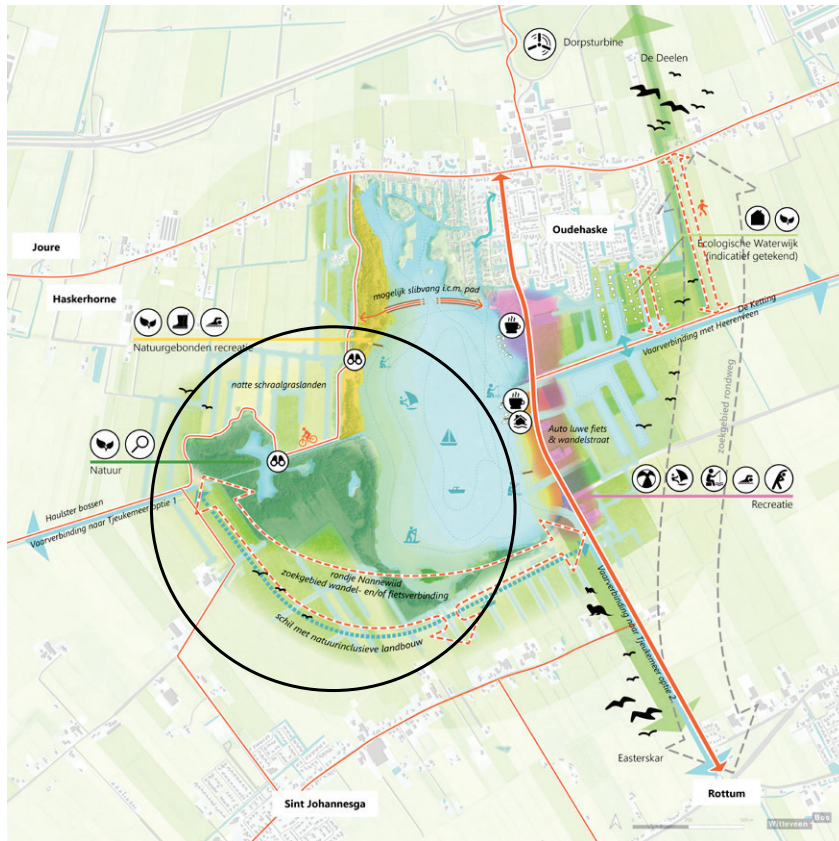 Dorpsturbine
De Deelen
Joure
Oudehaske
Ecologische Waterwijk
(indicatief getekend)
Haskerhorne
mogelijk slibvang i.c.m. pad
De Ketting
Vaarverbinding met Heerenveen
Natuurgebonden recreatie
natte schraalgraslanden
zoekgebied rondweg
Auto luwe fiets
& wandelstraat
Natuur
Recreatie
Haulster bossen
Vaarverbinding naar Tjeukemeer optie 1
rondje Nannewijd
zoekgebied wandel- en/of fietsverbinding
schil met natuurinclusieve landbouw
Vaarverbinding naar Tjeukemeer optie 2
Easterskar
Rottum
Sint Johannesga
Witteveen Bos